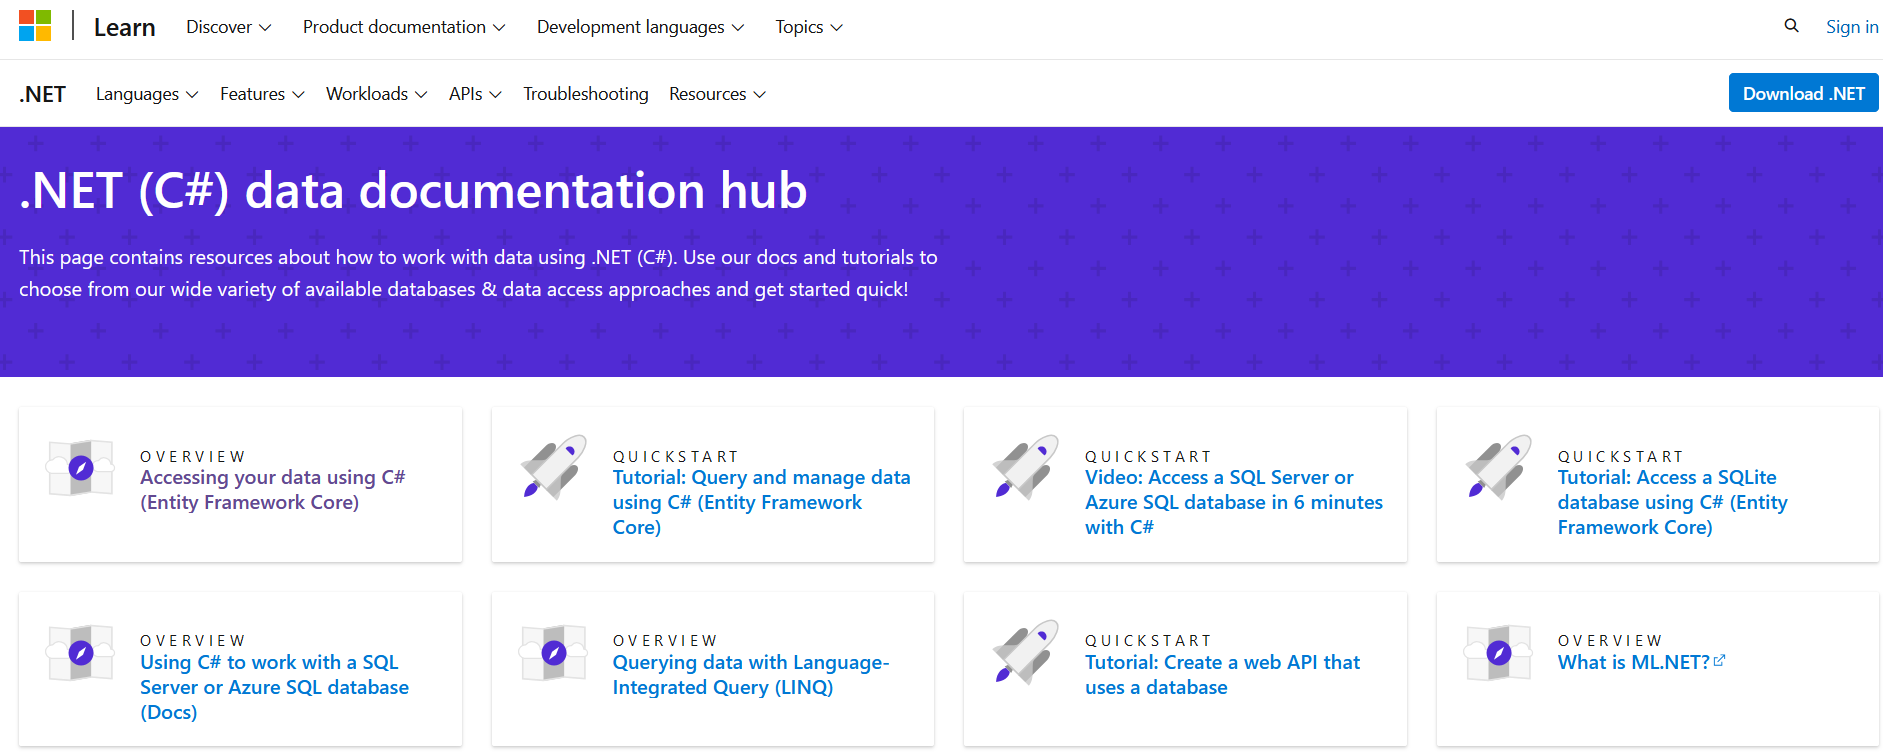 Learn Discover Product documentation Development languages Topics Sign in
.NET Languages Features Workloads APIs Troubleshooting Resources Download .NET
.NET (C#) data documentation hub
This page contains resources about how to work with data using .NET (C#). Use our docs and tutorials to
choose from our wide variety of available databases & data access approaches and get started quick!
OVERVIEW
Accessing your data using C#
(Entity Framework Core)
QUICKSTART
Tutorial: Query and manage data
using C# (Entity Framework
Core)
QUICKSTART
Video: Access a SQL Server or
Azure SQL database in 6 minutes
with C#
QUICKSTART
Tutorial: Access a SQLite
database using C# (Entity
Framework Core)
OVERVIEW
Using C# to work with a SQL
Server or Azure SQL database
(Docs)
OVERVIEW
Querying data with Language-
Integrated Query (LINQ)
QUICKSTART
Tutorial: Create a web API that
uses a database
OVERVIEW
What is ML.NET?